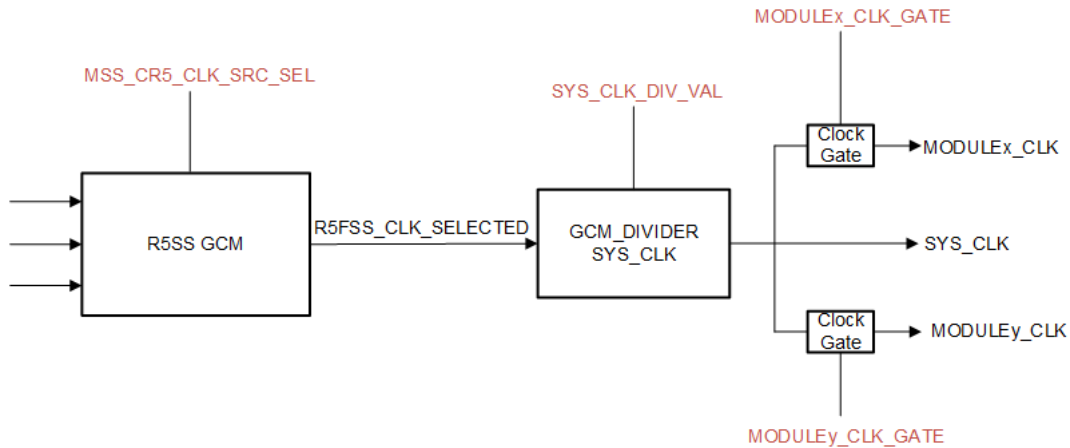 MODULEx_CLK_GATE
MSS_CR5_CLK_SRC_SEL
SYS_CLK_DIV_VAL
Clock
Gate
MODULEx_CLK
R5SS GCM
R5FSS_CLK_SELECTED
GCM_DIVIDER
SYS_CLK
SYS_CLK
Clock
Gate
MODULEy_CLK
MODULEy_CLK_GATE